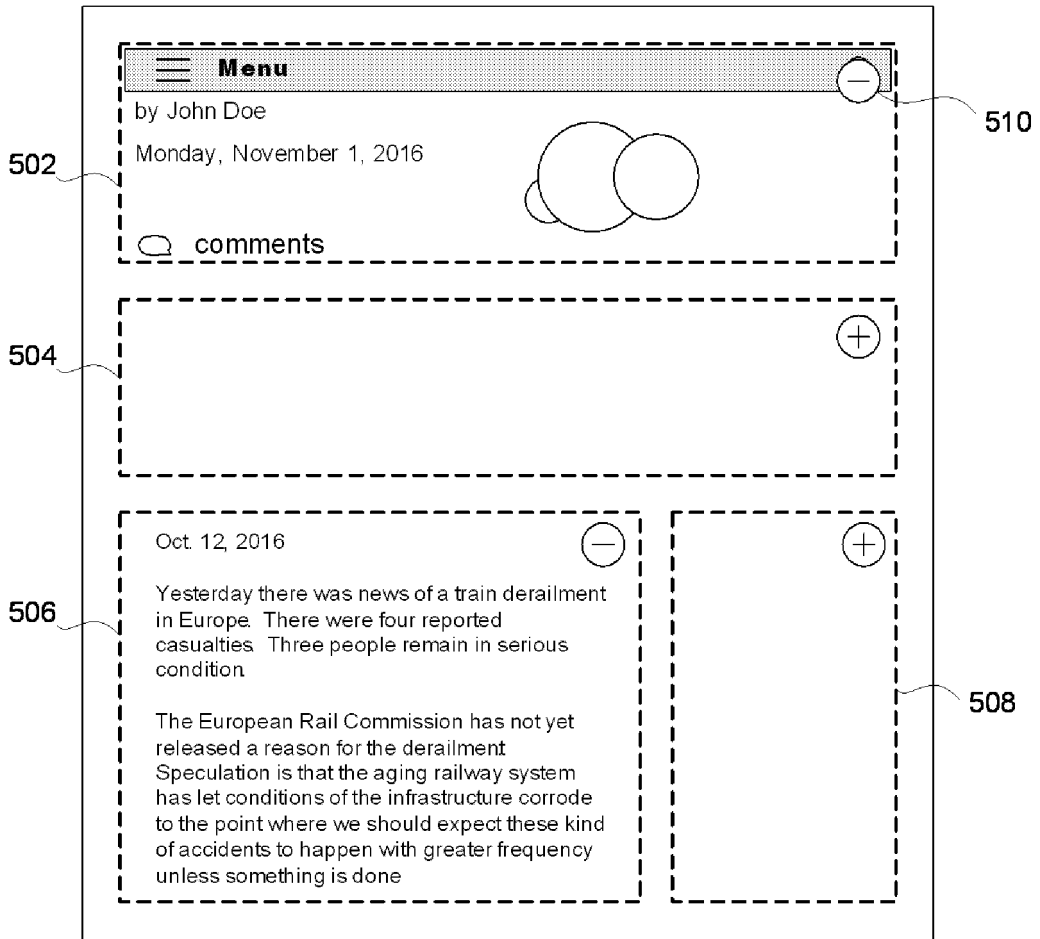 Menu
510
by John Doe
Monday, November 1, 2016
502
comments
504
Oct. 12, 2016
Yesterday there was news of a train derailment
in Europe. There were four reported
casualties. Three people remain in serious
condition.
506
The European Rail Commission has not yet
released a reason for the derailment
Speculation is that the aging railway system
has let conditions of the infrastructure corrode
to the point where we should expect these kind
of accidents to happen with greater frequency
unless something is done
508